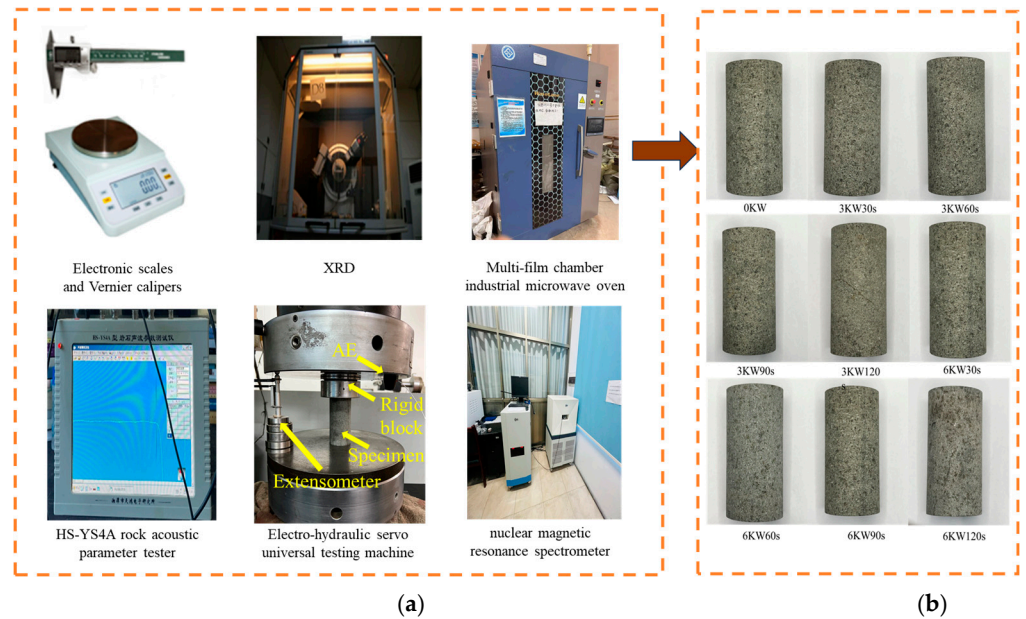 0.00
Electronic scales
and Vernier calipers
XRD
Multi-film chamber
industrial microwave oven
HS-YS4A rock acoustic
parameter tester
AE
Rigid
block
Specimen
Extensometer
Electro-hydraulic servo
universal testing machine
nuclear magnetic
resonance spectrometer
(a)
0KW
3KW30s
3KW60s
3KW90s
3KW120
s
6KW30s
6KW60s
6KW90s
6KW120s
(b)